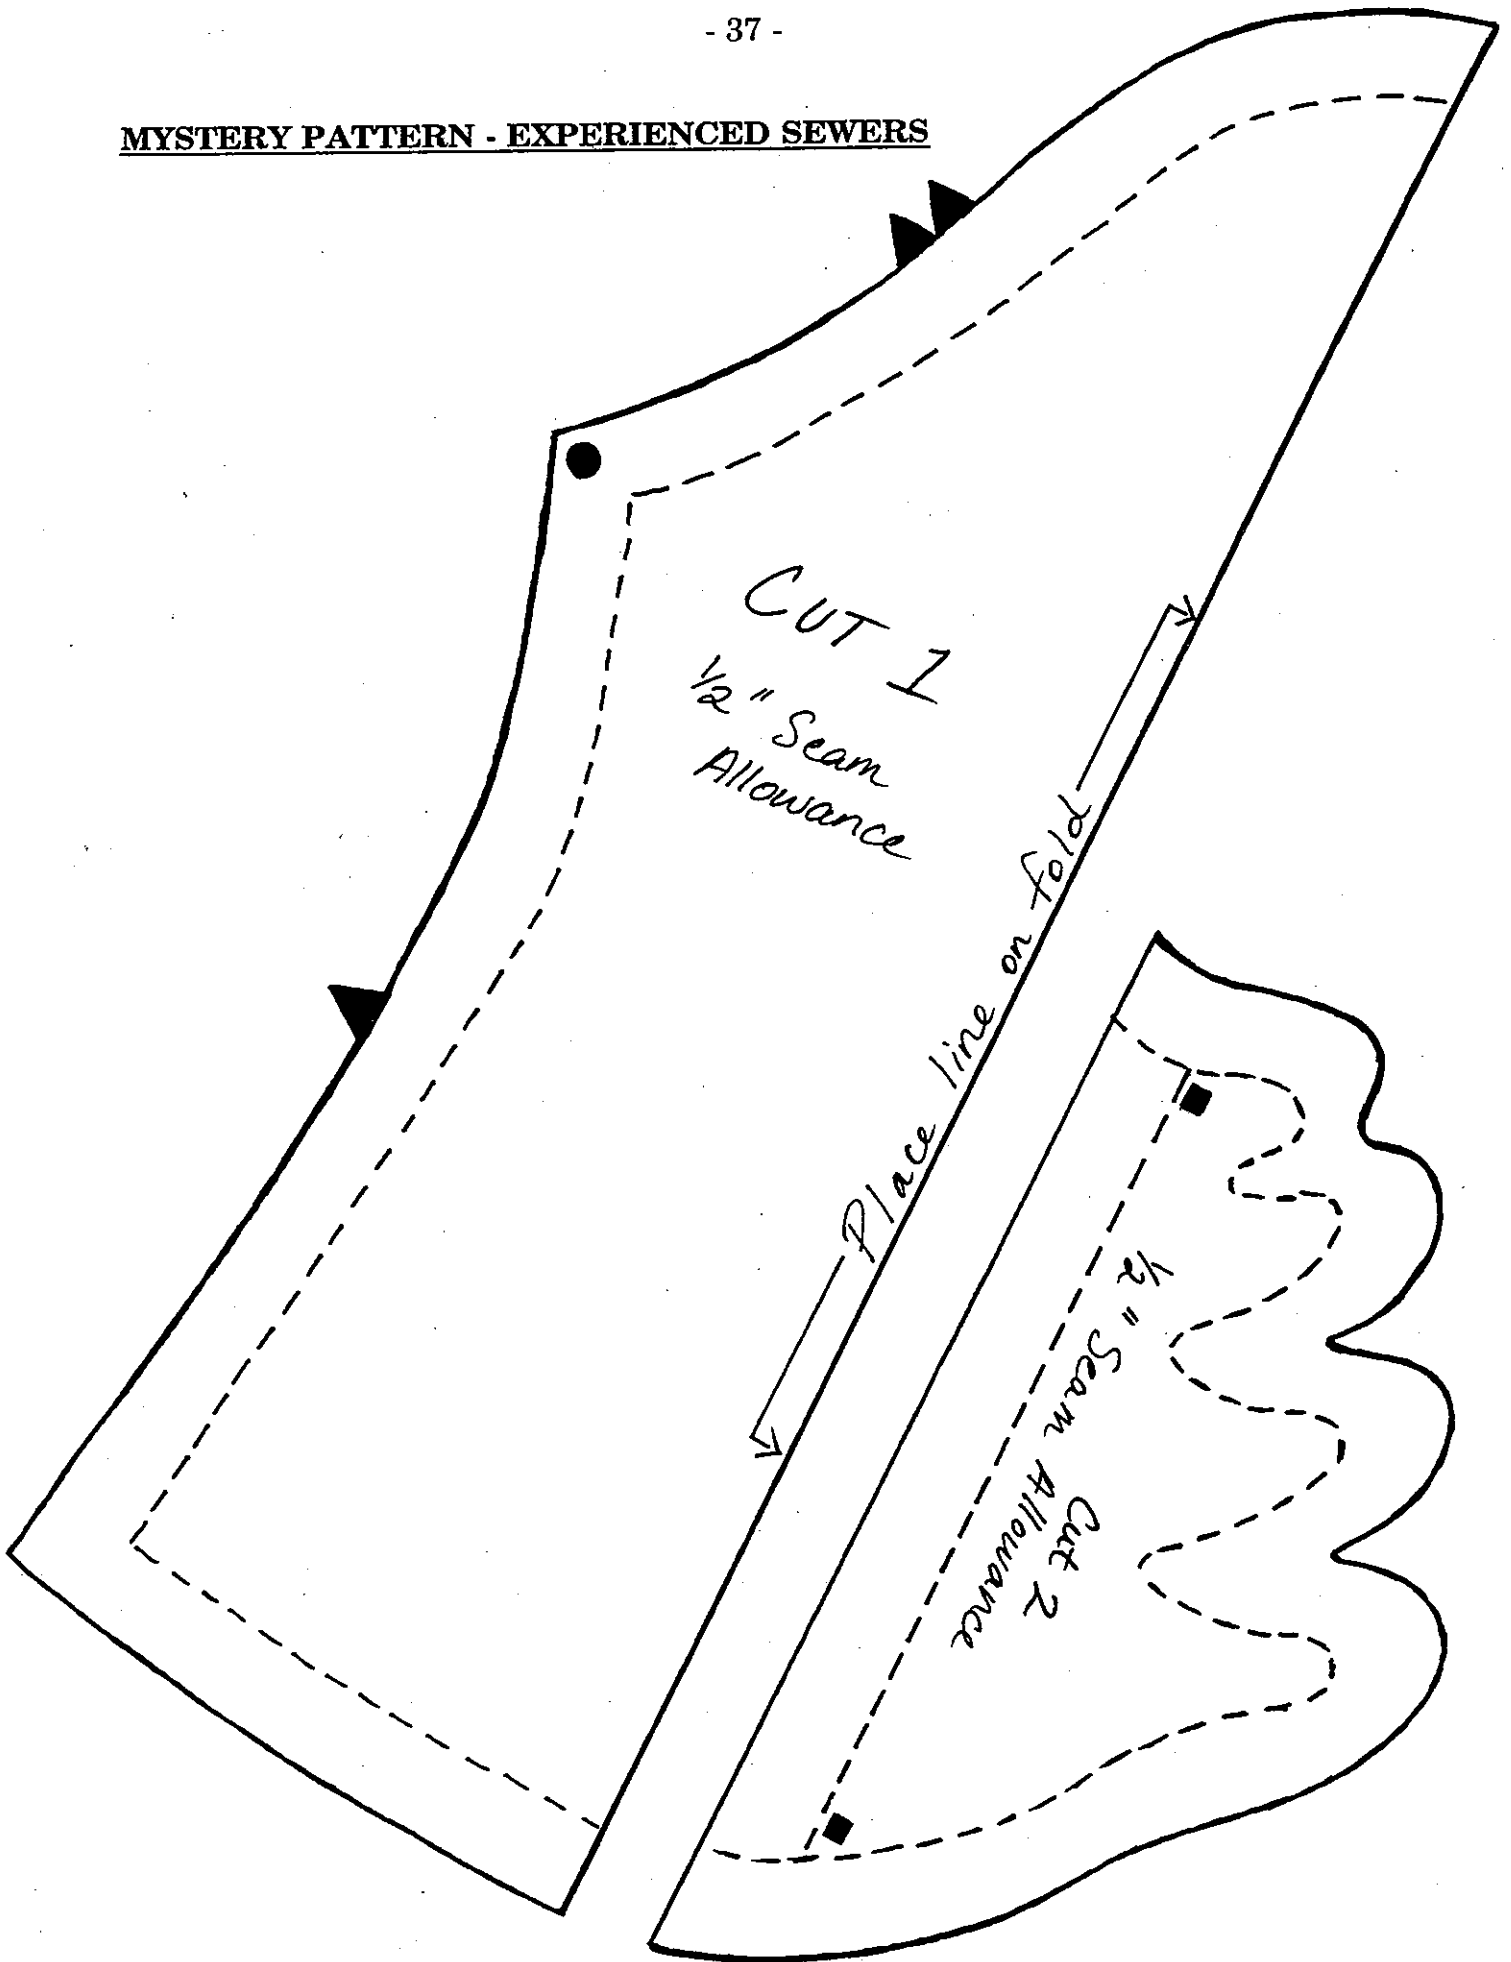 - 37 -
MYSTERY PATTERN - EXPERIENCED SEWERS
CUT 1
1/2" Seam
Allowance
Place line on fold
1/2" Seam Allowance
Cut 2